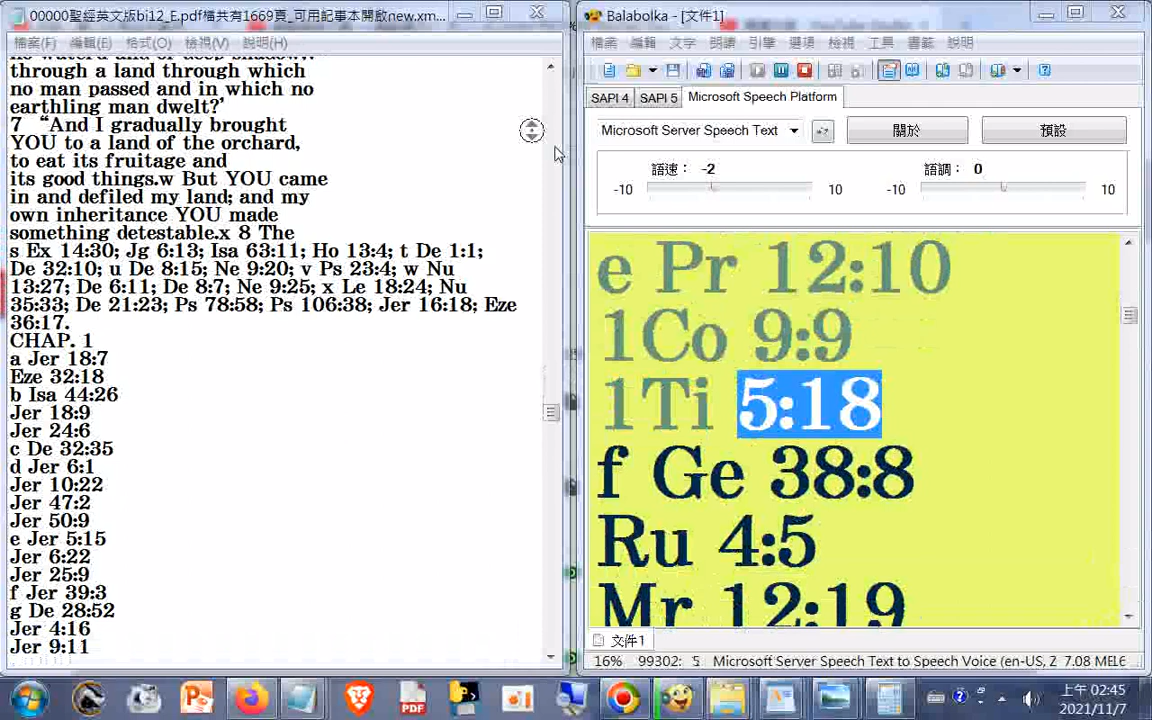 00000聖經英文版bi12_E.pdf檔共有1669頁_可用記事本開啟new.xm...
檔案(F) 編輯(E) 格式(O) 檢視(V) 說明(H)
through a land through which
no man passed and in which no
earthling man dwelt?’
7 “And I gradually brought
YOU to a land of the orchard,
to eat its fruitage and
its good things.w But YOU came
in and defiled my land; and my
own inheritance YOU made
something detestable.x 8 The
s Ex 14:30; Jg 6:13; Isa 63:11; Ho 13:4; t De 1:1;
De 32:10; u De 8:15; Ne 9:20; v Ps 23:4; w Nu
13:27; De 6:11; De 8:7; Ne 9:25; x Le 18:24; Nu
35:33; De 21:23; Ps 78:58; Ps 106:38; Jer 16:18; Eze
36:17.
CHAP. 1
a Jer 18:7
Eze 32:18
b Isa 44:26
Jer 18:9
Jer 24:6
c De 32:35
d Jer 6:1
Jer 10:22
Jer 47:2
Jer 50:9
e Jer 5:15
Jer 6:22
Jer 25:9
f Jer 39:3
g De 28:52
Jer 4:16
Jer 9:11
Balabolka - [文件1]
檔案 編輯 文字 朗讀 引擎 選項 檢視 工具 書籤 說明
SAPI 4 SAPI 5 Microsoft Speech Platform
Microsoft Server Speech Text 關於 預設
語速: -2 語調: 0
-10 10 -10 10
e Pr 12:10
1Co 9:9
1Ti 5:18
f Ge 38:8
Ru 4:5
Mr 12:19
文件1
16% 99302: 5 Microsoft Server Speech Text to Speech Voice (en-US, 2 7.08 MЕ
上午 02:45
2021/11/7